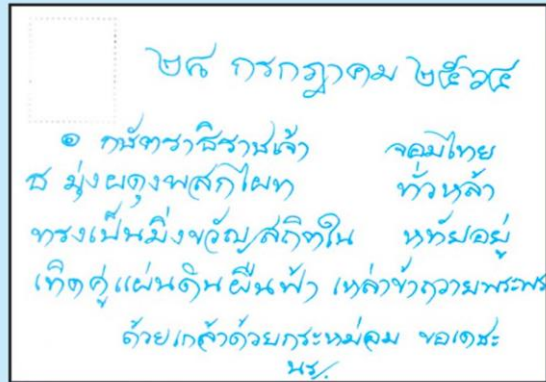 ๒๘ กรกฎาคม ๒๕๖๔
๏ กษัตราธิราชเจ้า จอมไทย
ธ มุ่งผดุงพสกไผท ทั่วหล้า
ทรงเป็นมิ่งขวัญสถิตใน หทัยอยู่
เทิดคู่แผ่นดินผืนฟ้า เหล่าข้าถวายพระพร
ด้วยเกล้าด้วยกระหม่อม ขอเดชะ